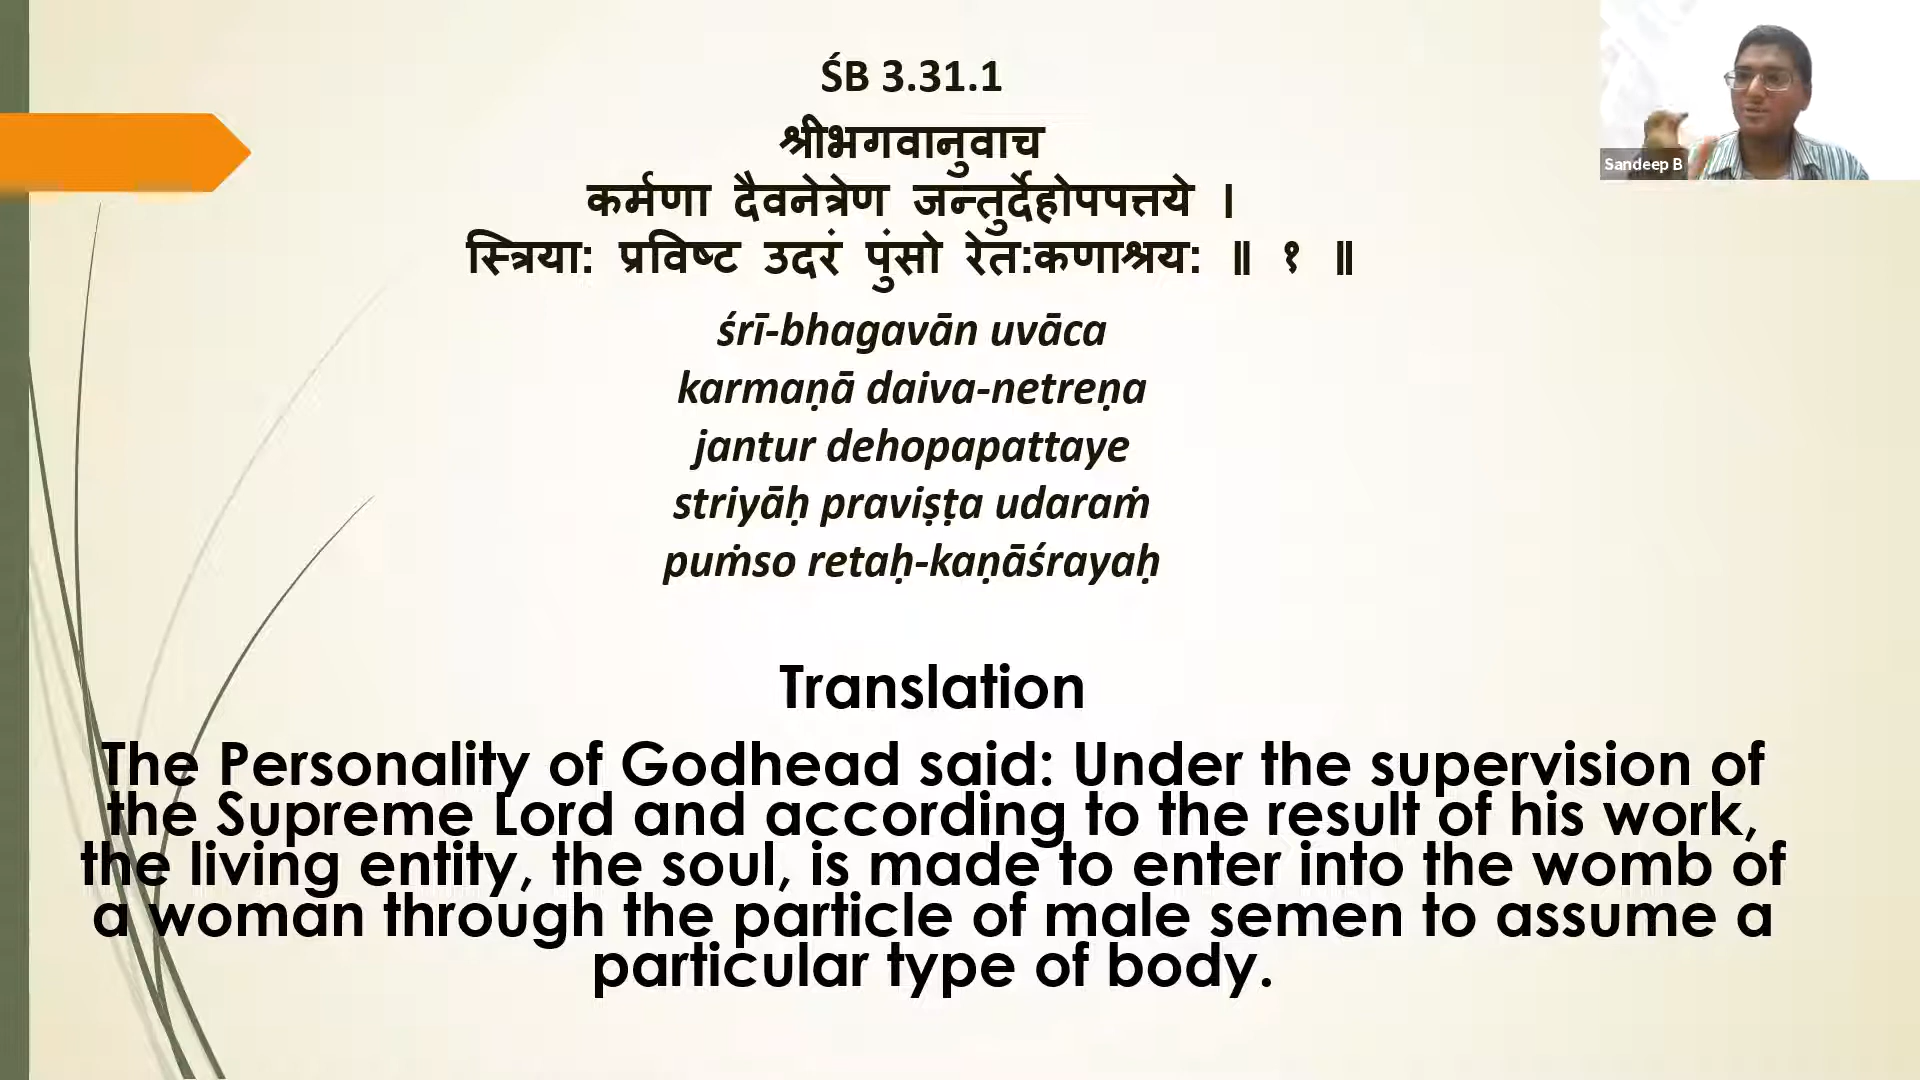 ŚB 3.31.1
श्रीभगवानुवाच
कर्मणा दैवनेत्रेण जन्तुर्देहोपपत्तये ।
स्त्रिया: प्रविष्ट उदरं पुंसो रेत:कणाश्रय: ॥ १ ॥
śrī-bhagavān uvāca
karmaṇā daiva-netreṇa
jantur dehopapattaye
striyāḥ praviṣṭa udaraṁ
puṁso retaḥ-kaṇāśrayaḥ
Translation
The Personality of Godhead said: Under the supervision of
the Supreme Lord and according to the result of his work,
the living entity, the soul, is made to enter into the womb of
a woman through the particle of male semen to assume a
particular type of body.
Sandeep B